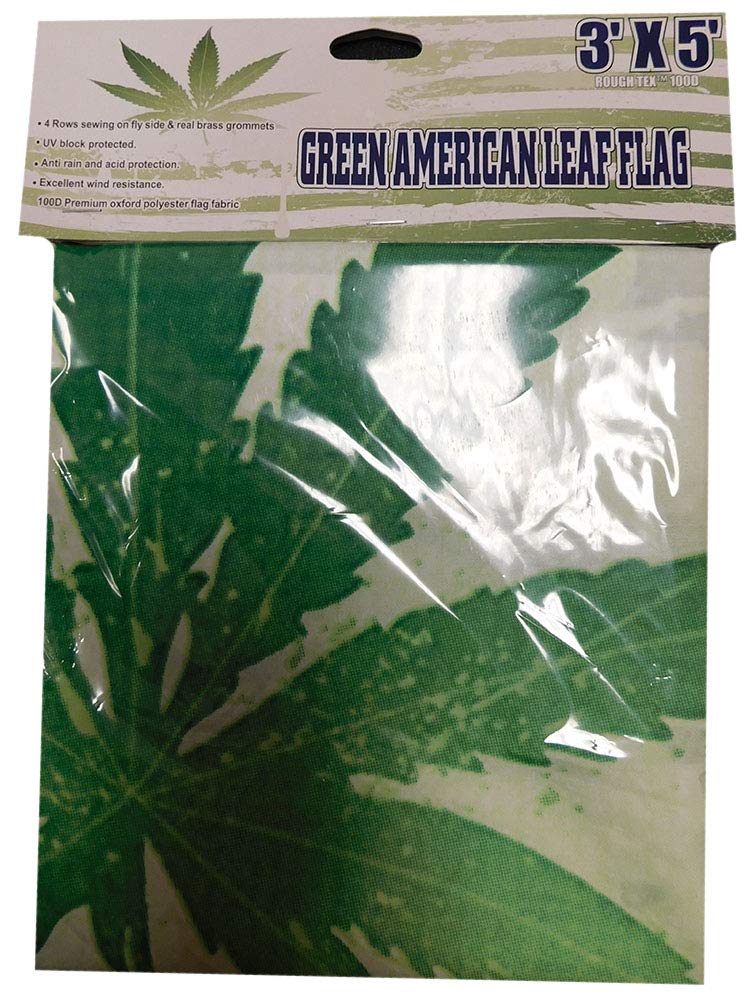 3' X 5'
ROUGH TEX™ 100D
• 4 Rows sewing on fly side & real brass grommets
• UV block protected.
• Anti rain and acid protection.
• Excellent wind resistance.
100D Premium oxford polyester flag fabric
GREEN AMERICAN LEAF FLAG